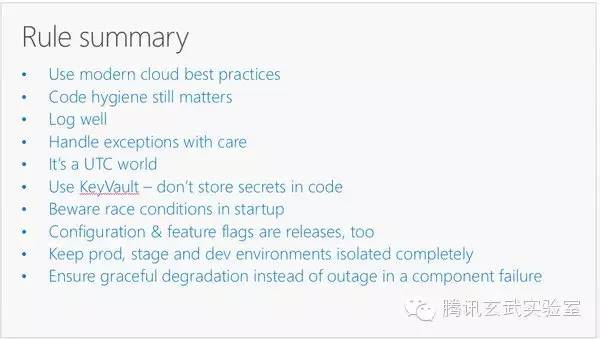 Rule summary
• Use modern cloud best practices
• Code hygiene still matters
• Log well
• Handle exceptions with care
• It's a UTC world
• Use KeyVault – don't store secrets in code
• Beware race conditions in startup
• Configuration & feature flags are releases, too
• Keep prod, stage and dev environments isolated completely
• Ensure graceful degradation instead of outage in a component failure
腾讯玄武实验室